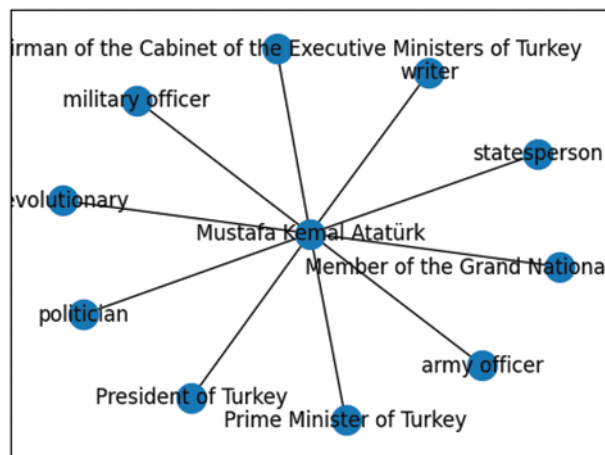 irman of the Cabinet of the Executive Ministers of Turkey
writer
military officer
statesperson
evolutionary
Mustafa Kemal Atatürk
Member of the Grand Nationa
politician
army officer
President of Turkey
Prime Minister of Turkey